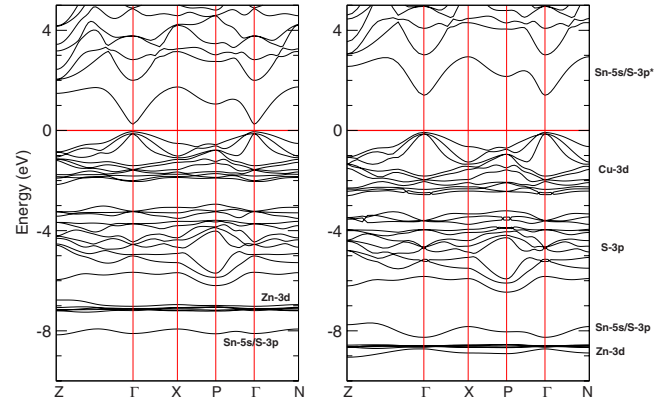 4
0
-4
-8
Energy (eV)
Zn-3d
Sn-5s/S-3p
Z Γ X P Γ N
4
0
-4
-8
Sn-5s/S-3p*
Cu-3d
S-3p
Sn-5s/S-3p
Zn-3d
Z Γ X P Γ N